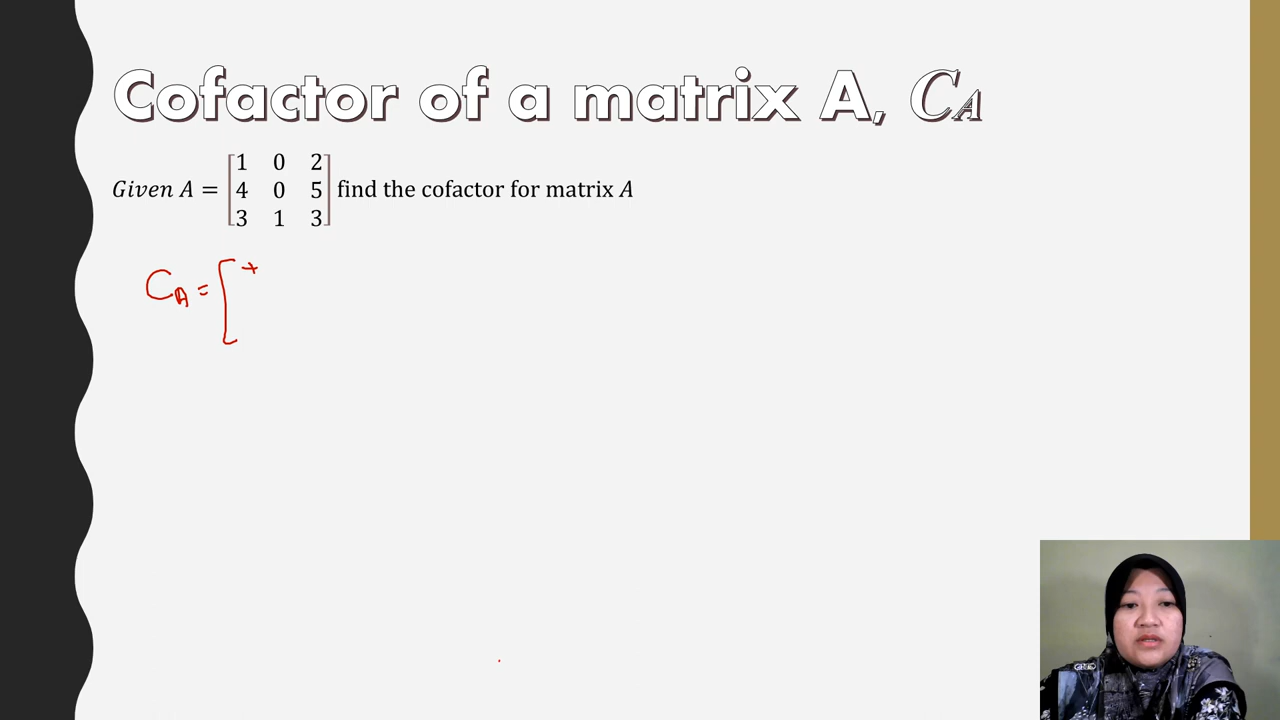 Cofactor of a matrix A, C_A
Given A = [1 0 2; 4 0 5; 3 1 3] find the cofactor for matrix A
C_A = [ +